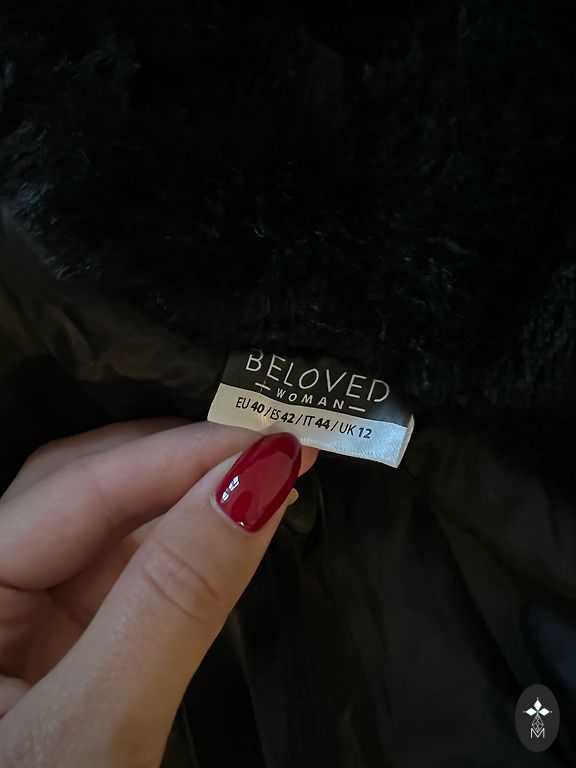 BELOVED
WOMAN
EU 40 / ES 42 / IT 44 / UK 12
M